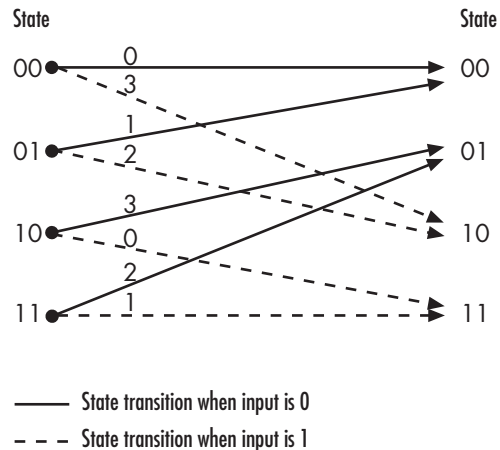 State State
00 0 00
3
1
01 01
2
3
10 0 10
2
11 1 11
State transition when input is 0
State transition when input is 1